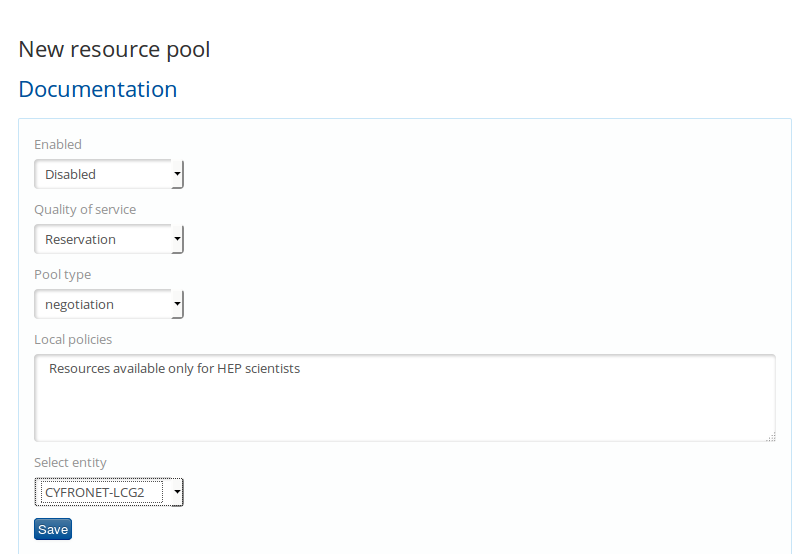 New resource pool
Documentation
Enabled
Disabled
Quality of service
Reservation
Pool type
negotiation
Local policies
Resources available only for HEP scientists
Select entity
CYFRONET-LCG2
Save